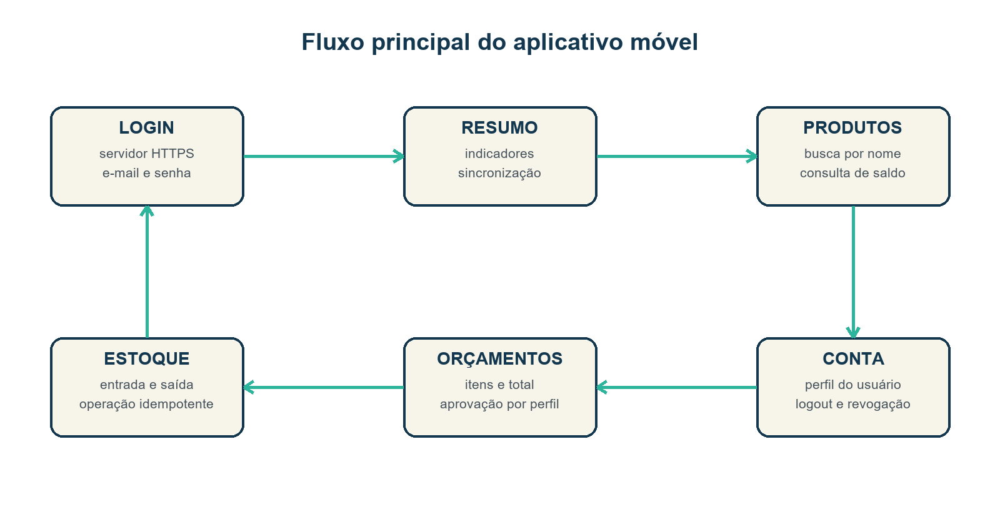 Fluxo principal do aplicativo móvel
LOGIN
servidor HTTPS
e-mail e senha
RESUMO
indicadores
sincronização
PRODUTOS
busca por nome
consulta de saldo
ESTOQUE
entrada e saída
operação idempotente
ORÇAMENTOS
itens e total
aprovação por perfil
CONTA
perfil do usuário
logout e revogação